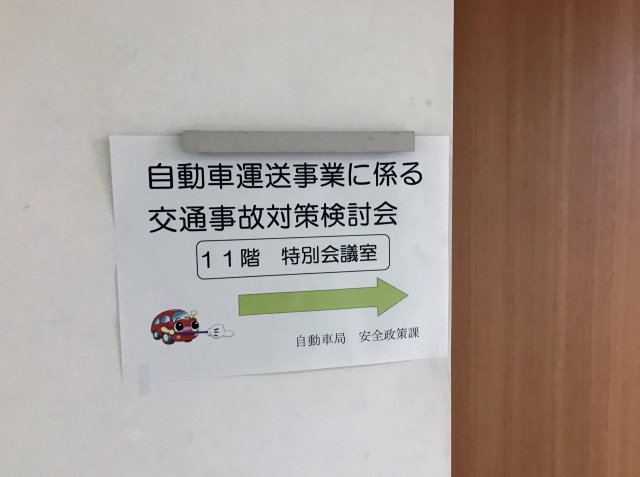 自動車運送事業に係る
交通事故対策検討会
１１階　特別会議室
自動車局　安全政策課